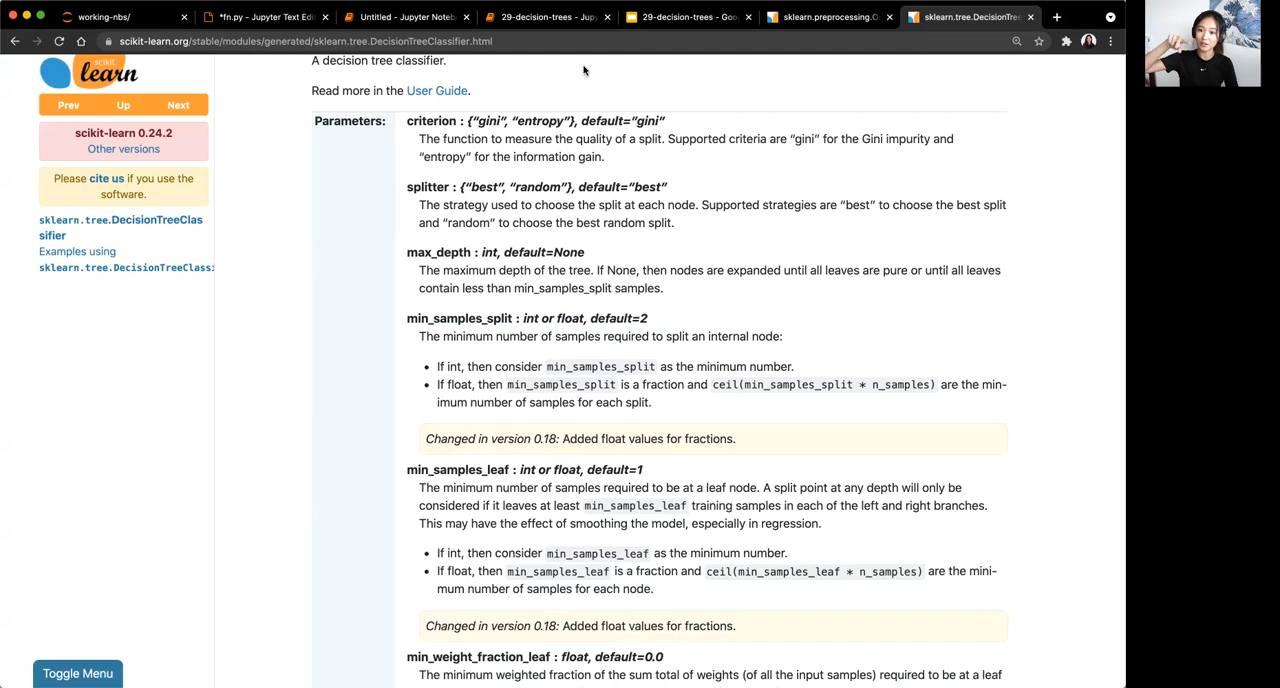 working-nbs/
*fn.py - Jupyter Text Edi
Untitled - Jupyter Noteb
29-decision-trees - Jupy
29-decision-trees - Goo
sklearn.preprocessing.O
sklearn.tree.DecisionTre
scikit-learn.org/stable/modules/generated/sklearn.tree.DecisionTreeClassifier.html
scikit
learn
Prev
Up
Next
scikit-learn 0.24.2
Other versions
Please cite us if you use the
software.
sklearn.tree.DecisionTreeClas
sifier
Examples using
sklearn.tree.DecisionTreeClassi
Toggle Menu
A decision tree classifier.
Read more in the User Guide.
Parameters:
criterion : {“gini”, “entropy”}, default=”gini”
The function to measure the quality of a split. Supported criteria are “gini” for the Gini impurity and
“entropy” for the information gain.
splitter : {“best”, “random”}, default=”best”
The strategy used to choose the split at each node. Supported strategies are “best” to choose the best split
and “random” to choose the best random split.
max_depth : int, default=None
The maximum depth of the tree. If None, then nodes are expanded until all leaves are pure or until all leaves
contain less than min_samples_split samples.
min_samples_split : int or float, default=2
The minimum number of samples required to split an internal node:
• If int, then consider min_samples_split as the minimum number.
• If float, then min_samples_split is a fraction and ceil(min_samples_split * n_samples) are the min-
imum number of samples for each split.
Changed in version 0.18: Added float values for fractions.
min_samples_leaf : int or float, default=1
The minimum number of samples required to be at a leaf node. A split point at any depth will only be
considered if it leaves at least min_samples_leaf training samples in each of the left and right branches.
This may have the effect of smoothing the model, especially in regression.
• If int, then consider min_samples_leaf as the minimum number.
• If float, then min_samples_leaf is a fraction and ceil(min_samples_leaf * n_samples) are the mini-
mum number of samples for each node.
Changed in version 0.18: Added float values for fractions.
min_weight_fraction_leaf : float, default=0.0
The minimum weighted fraction of the sum total of weights (of all the input samples) required to be at a leaf